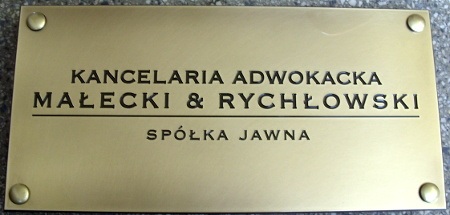 KANCELARIA ADWOKACKA
MAŁECKI & RYCHŁOWSKI
SPÓŁKA JAWNA